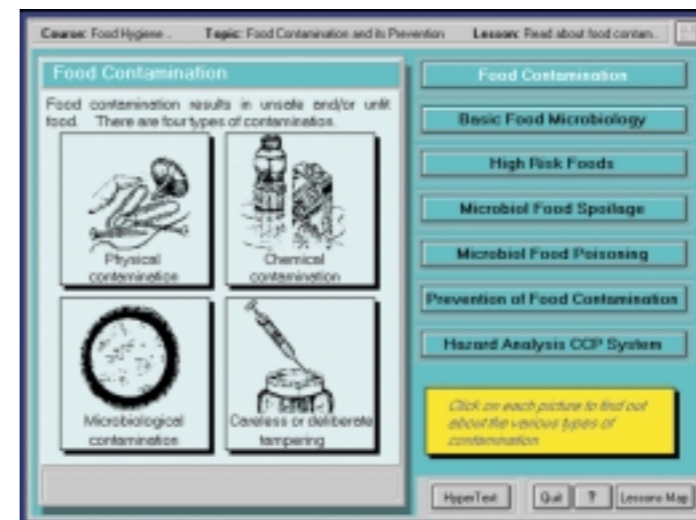 Course: Food Hygiene .. Topic: Food Contamination and its Prevention Lesson: Read about food contam..
Food Contamination
Food contamination results in unsafe and/or unfit
food. There are four types of contamination.
Physical
contamination
Chemical
contamination
Microbiological
contamination
Careless or deliberate
tampering
Food Contamination
Basic Food Microbiology
High Risk Foods
Microbiol Food Spoilage
Microbiol Food Poisoning
Prevention of Food Contamination
Hazard Analysis CCP System
Click on each picture to find out
about the various types of
contamination.
HyperText Quit ? Lessons Map